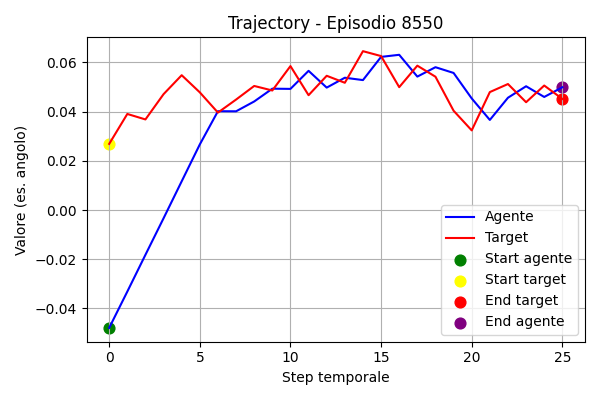 Trajectory - Episodio 8550
Valore (es. angolo)
0.06
0.04
0.02
0.00
−0.02
−0.04
0 5 10 15 20 25
Step temporale
Agente
Target
Start agente
Start target
End target
End agente